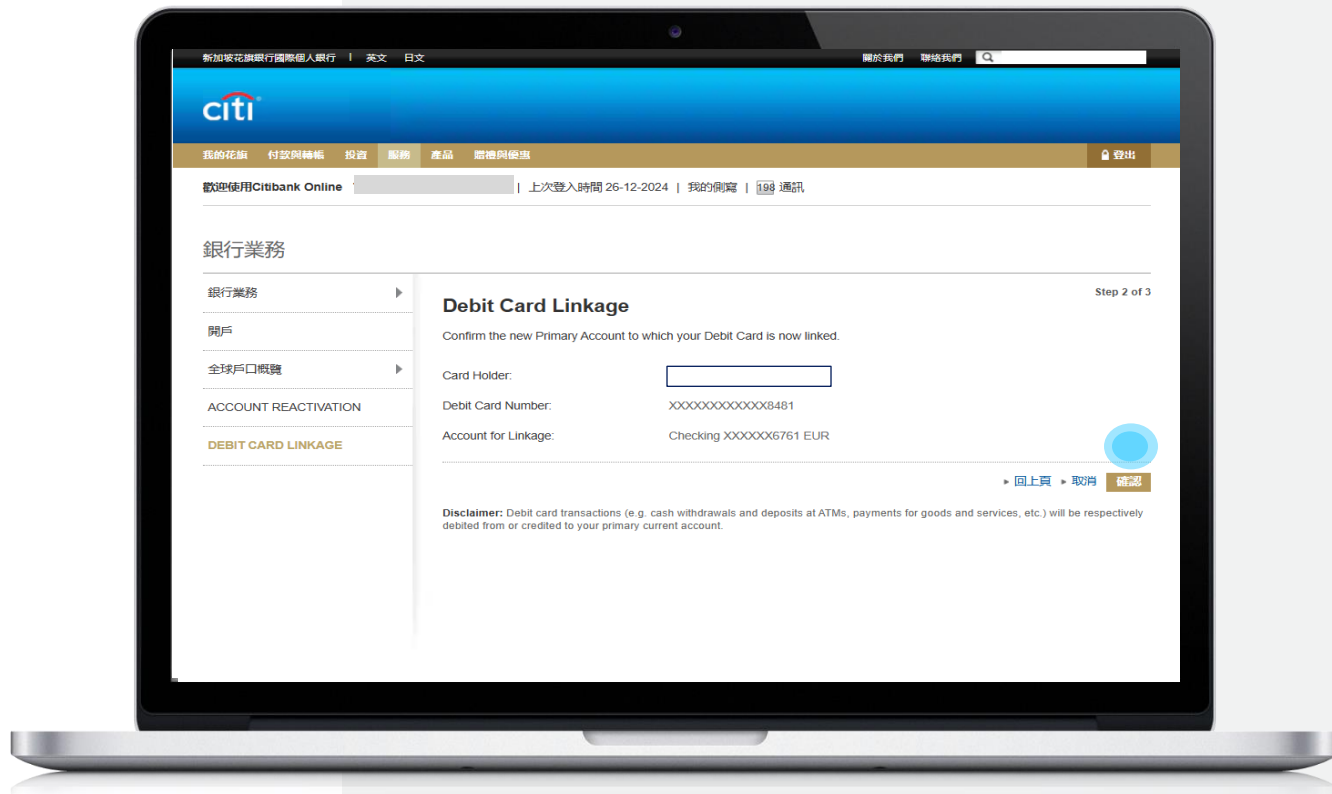 新加坡花旗銀行國際個人銀行 | 英文 日文 關於我們 聯絡我們
citi
我的花旗 付款與轉帳 投資 服務 產品 贈禮與優惠 登出
歡迎使用Citibank Online | 上次登入時間 26-12-2024 | 我的側寫 | 198 通訊
銀行業務
銀行業務
開戶
全球戶口概覽
ACCOUNT REACTIVATION
DEBIT CARD LINKAGE
Step 2 of 3
Debit Card Linkage
Confirm the new Primary Account to which your Debit Card is now linked.
Card Holder:
Debit Card Number: XXXXXXXXXXXX8481
Account for Linkage: Checking XXXXXX6761 EUR
回上頁 取消 確認
Disclaimer: Debit card transactions (e.g. cash withdrawals and deposits at ATMs, payments for goods and services, etc.) will be respectively
debited from or credited to your primary current account.